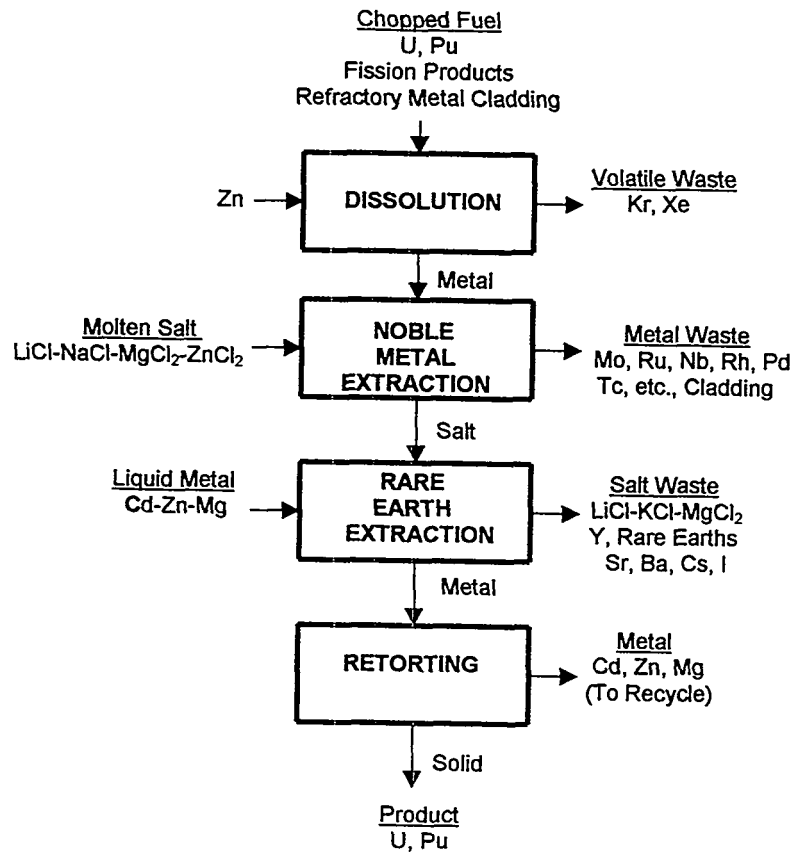 Chopped Fuel
U, Pu
Fission Products
Refractory Metal Cladding
Zn
DISSOLUTION
Volatile Waste
Kr, Xe
Metal
Molten Salt
LiCl-NaCl-MgCl₂-ZnCl₂
NOBLE
METAL
EXTRACTION
Metal Waste
Mo, Ru, Nb, Rh, Pd
Tc, etc., Cladding
Salt
Liquid Metal
Cd-Zn-Mg
RARE
EARTH
EXTRACTION
Salt Waste
LiCl-KCl-MgCl₂
Y, Rare Earths
Sr, Ba, Cs, I
Metal
RETORTING
Metal
Cd, Zn, Mg
(To Recycle)
Solid
Product
U, Pu